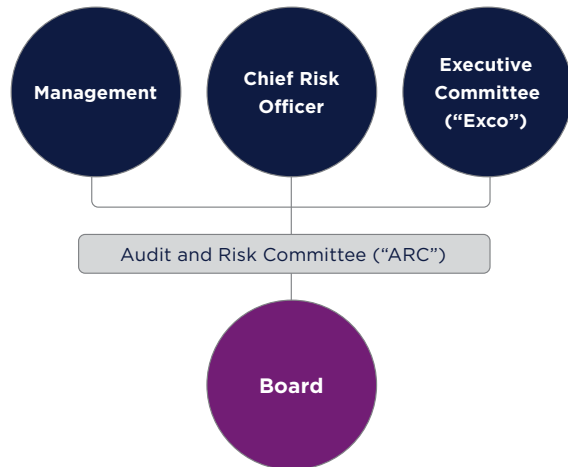 Management
Chief Risk
Officer
Executive
Committee
(“Exco”)
Audit and Risk Committee (“ARC”)
Board